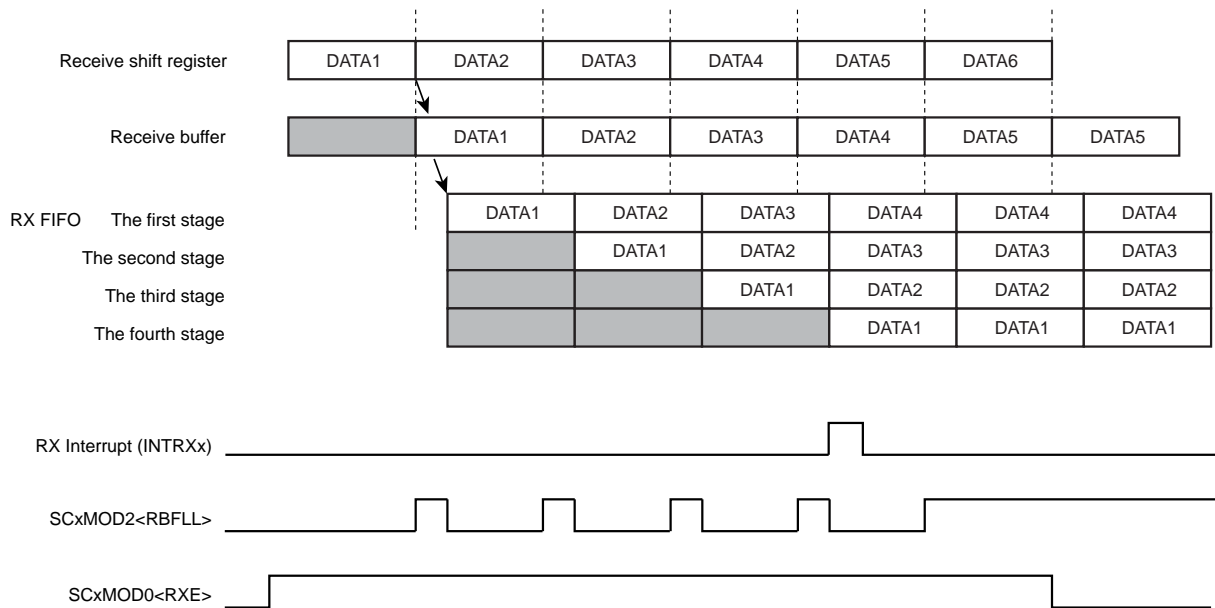 Receive shift register DATA1 DATA2 DATA3 DATA4 DATA5 DATA6
Receive buffer DATA1 DATA2 DATA3 DATA4 DATA5 DATA5
RX FIFO The first stage DATA1 DATA2 DATA3 DATA4 DATA4 DATA4
The second stage DATA1 DATA2 DATA3 DATA3 DATA3
The third stage DATA1 DATA2 DATA2 DATA2
The fourth stage DATA1 DATA1 DATA1
RX Interrupt (INTRXx)
SCxMOD2<RBFLL>
SCxMOD0<RXE>